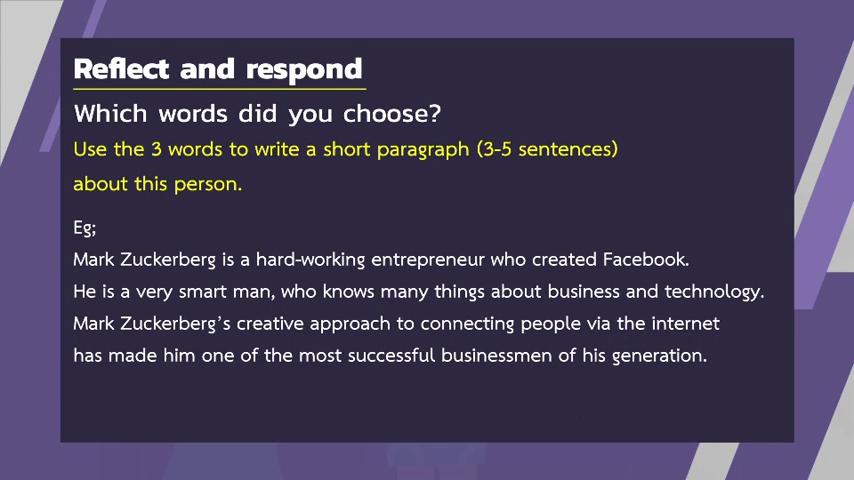 Reflect and respond
Which words did you choose?
Use the 3 words to write a short paragraph (3-5 sentences)
about this person.
Eg;
Mark Zuckerberg is a hard-working entrepreneur who created Facebook.
He is a very smart man, who knows many things about business and technology.
Mark Zuckerberg's creative approach to connecting people via the internet
has made him one of the most successful businessmen of his generation.